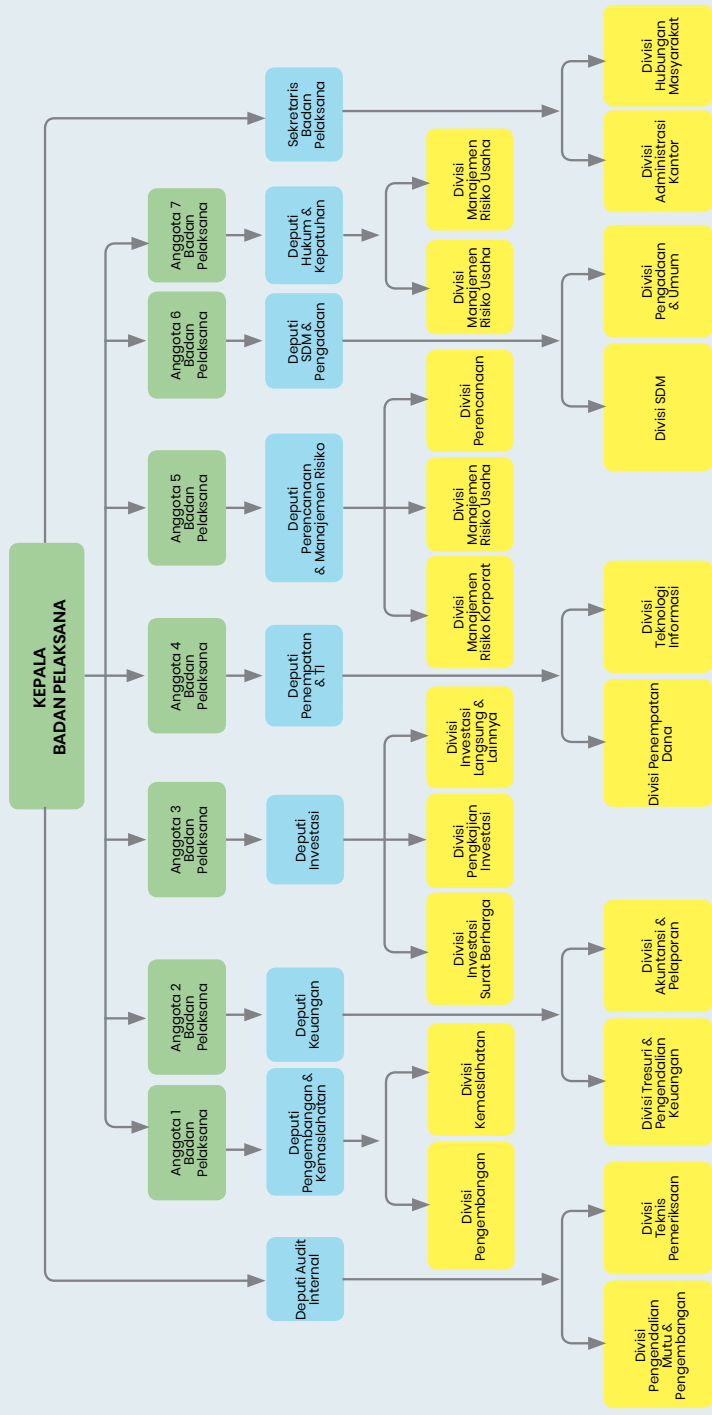 KEPALA
BADAN PELAKSANA
Anggota 1
Badan
Pelaksana
Anggota 2
Badan
Pelaksana
Anggota 3
Badan
Pelaksana
Anggota 4
Badan
Pelaksana
Anggota 5
Badan
Pelaksana
Anggota 6
Badan
Pelaksana
Anggota 7
Badan
Pelaksana
Deputi Audit
Internal
Deputi
Pengembangan &
Kemaslahatan
Deputi
Keuangan
Deputi
Investasi
Deputi
Penempatan
& TI
Deputi
Perencanaan
& Manajemen Risiko
Deputi
SDM &
Pengadaan
Deputi
Hukum &
Kepatuhan
Sekretaris
Badan
Pelaksana
Divisi
Pengembangan
Divisi
Kemaslahatan
Divisi
Investasi
Surat Berharga
Divisi
Pengkajian
Investasi
Divisi
Investasi
Langsung &
Lainnya
Divisi
Manajemen
Risiko Korporat
Divisi
Manajemen
Risiko Usaha
Divisi
Perencanaan
Divisi
Manajemen
Risiko Usaha
Divisi
Manajemen
Risiko Usaha
Divisi
Pengendalian
Mutu &
Pengembangan
Divisi
Teknis
Pemeriksaan
Divisi Tresuri &
Pengendalian
Keuangan
Divisi
Akuntansi &
Pelaporan
Divisi Penempatan
Dana
Divisi
Teknologi
Informasi
Divisi SDM
Divisi
Pengadaan
& Umum
Divisi
Administrasi
Kantor
Divisi
Hubungan
Masyarakat